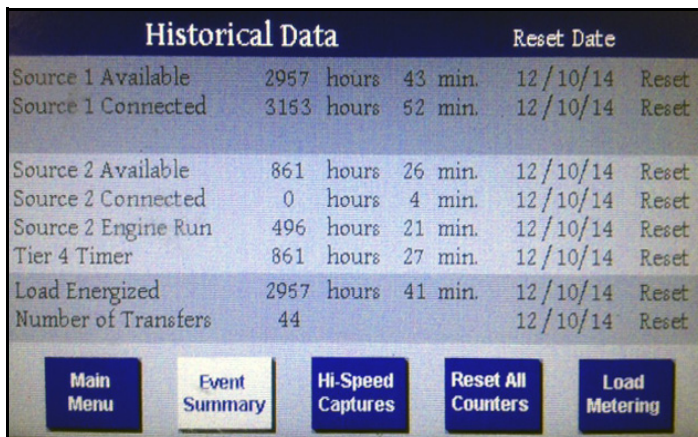 Historical Data Reset Date
Source 1 Available 2957 hours 43 min. 12/10/14 Reset
Source 1 Connected 3153 hours 52 min. 12/10/14 Reset
Source 2 Available 861 hours 26 min. 12/10/14 Reset
Source 2 Connected 0 hours 4 min. 12/10/14 Reset
Source 2 Engine Run 496 hours 21 min. 12/10/14 Reset
Tier 4 Timer 861 hours 27 min. 12/10/14 Reset
Load Energized 2957 hours 41 min. 12/10/14 Reset
Number of Transfers 44 12/10/14 Reset
Main Menu
Event Summary
Hi-Speed Captures
Reset All Counters
Load Metering